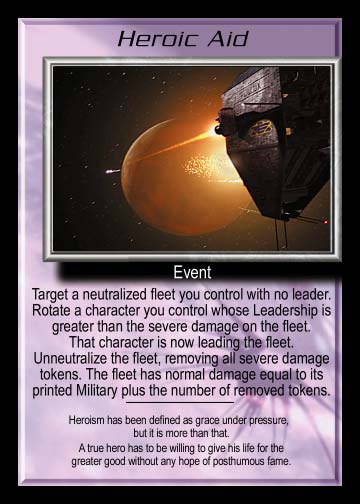 Heroic Aid
Event
Target a neutralized fleet you control with no leader.
Rotate a character you control whose Leadership is
greater than the severe damage on the fleet.
That character is now leading the fleet.
Unneutralize the fleet, removing all severe damage
tokens. The fleet has normal damage equal to its
printed Military plus the number of removed tokens.
Heroism has been defined as grace under pressure,
but it is more than that.
A true hero has to be willing to give his life for the
greater good without any hope of posthumous fame.